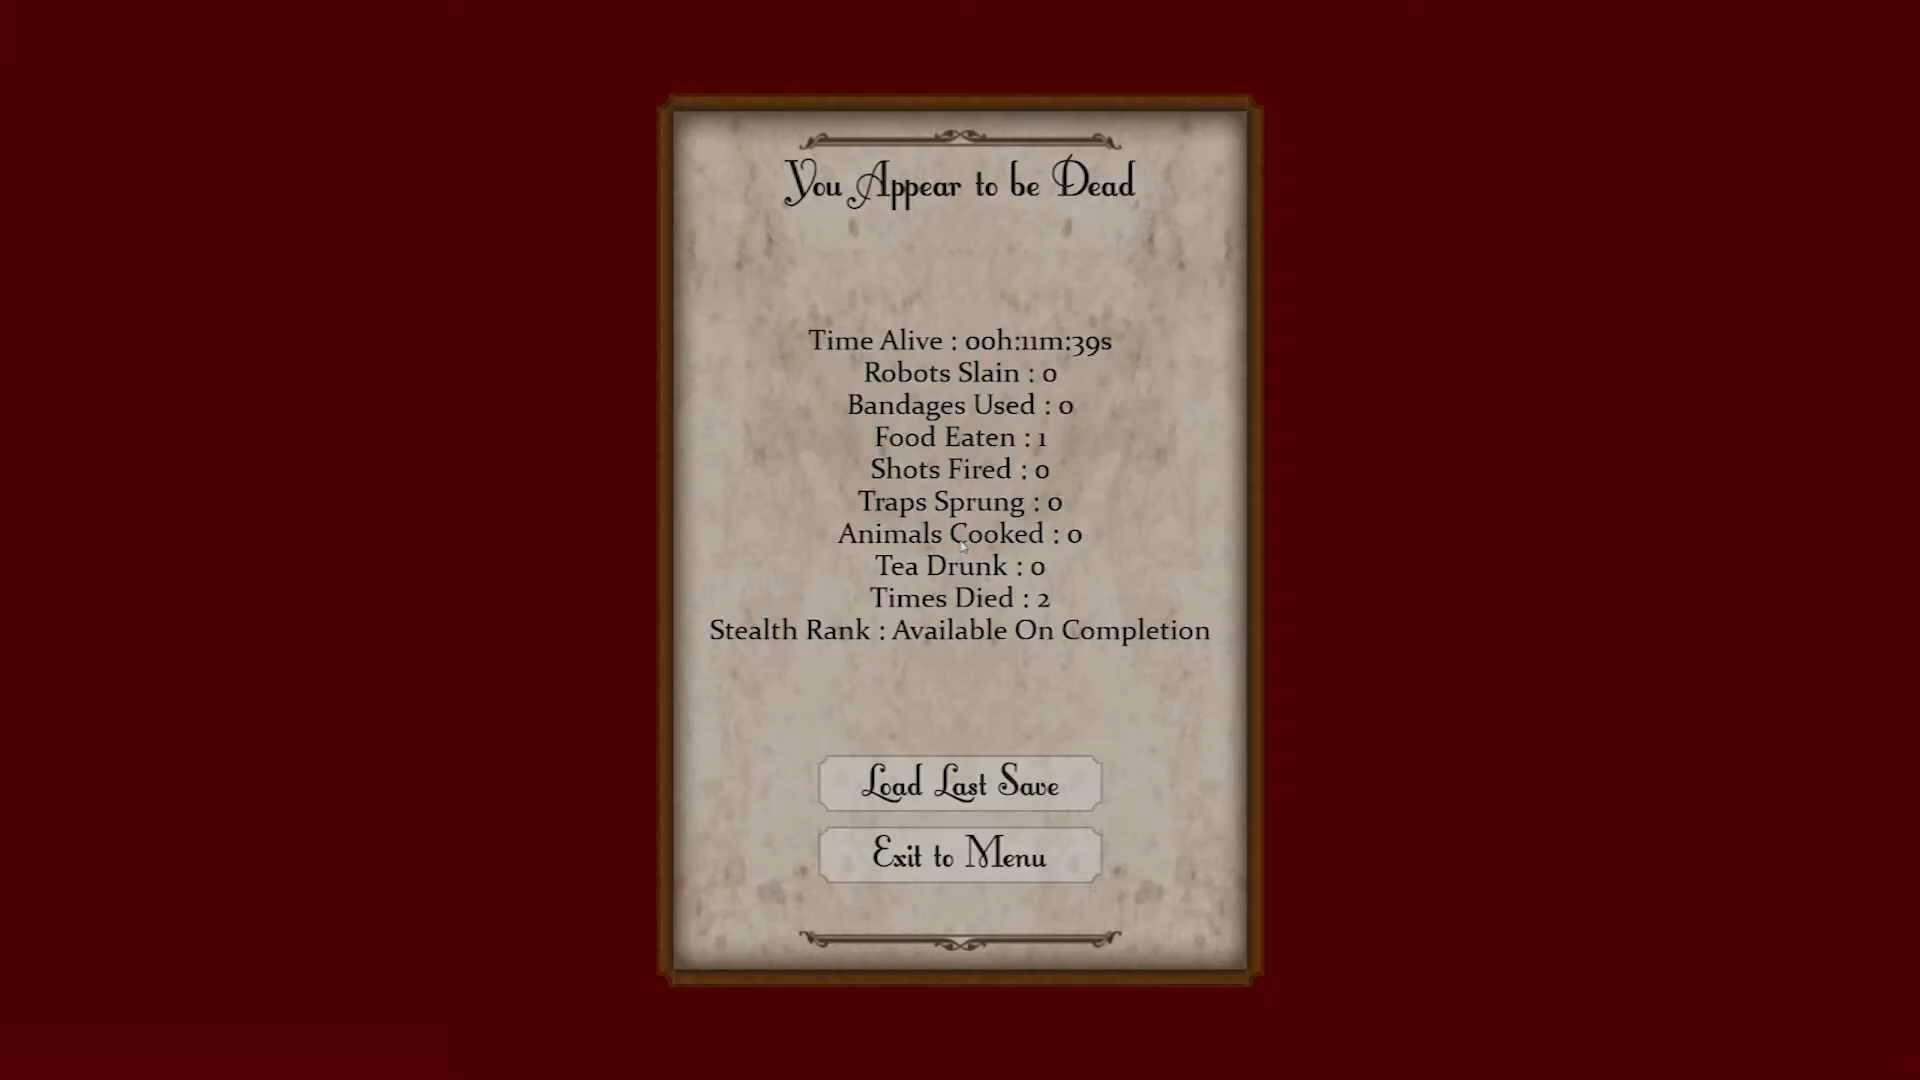 You Appear to be Dead
Time Alive : 00h:11m:39s
Robots Slain : 0
Bandages Used : 0
Food Eaten : 1
Shots Fired : 0
Traps Sprung : 0
Animals Cooked : 0
Tea Drunk : 0
Times Died : 2
Stealth Rank : Available On Completion
Load Last Save
Exit to Menu